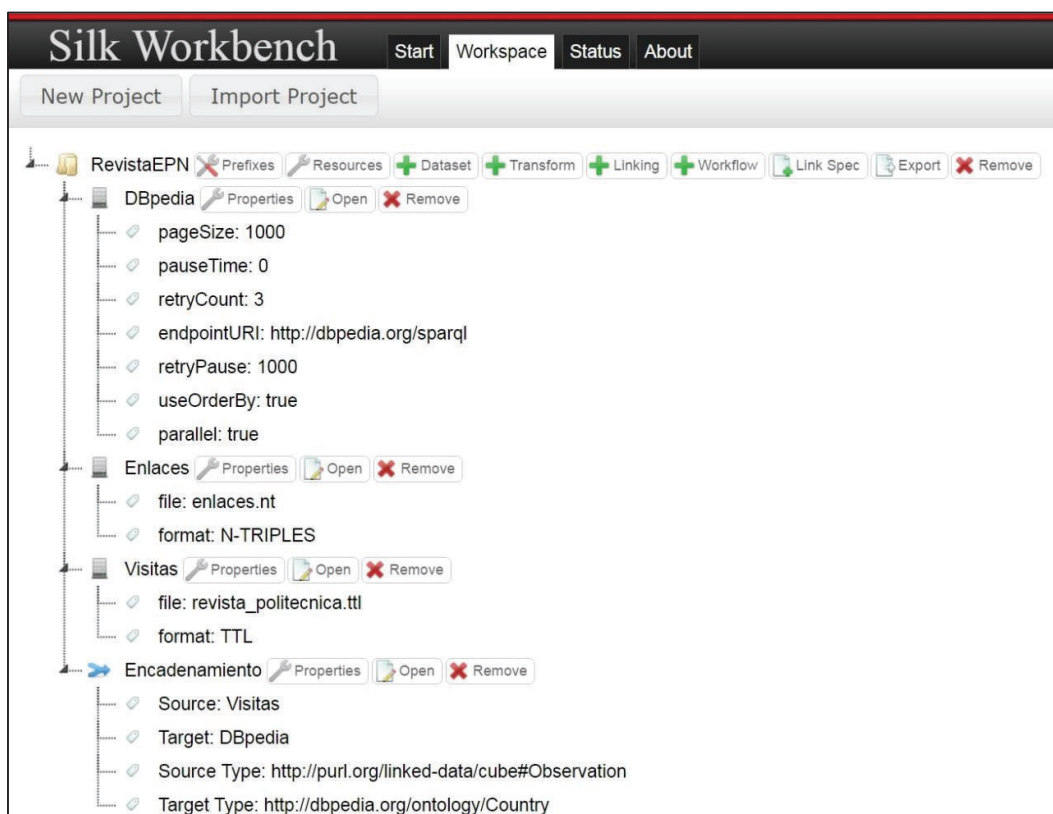 Silk Workbench Start Workspace Status About
New Project Import Project
RevistaEPN Prefixes Resources Dataset Transform Linking Workflow Link Spec Export Remove
DBpedia Properties Open Remove
pageSize: 1000
pauseTime: 0
retryCount: 3
endpointURI: http://dbpedia.org/sparql
retryPause: 1000
useOrderBy: true
parallel: true
Enlaces Properties Open Remove
file: enlaces.nt
format: N-TRIPLES
Visitas Properties Open Remove
file: revista_politecnica.ttl
format: TTL
Encadenamiento Properties Open Remove
Source: Visitas
Target: DBpedia
Source Type: http://purl.org/linked-data/cube#Observation
Target Type: http://dbpedia.org/ontology/Country